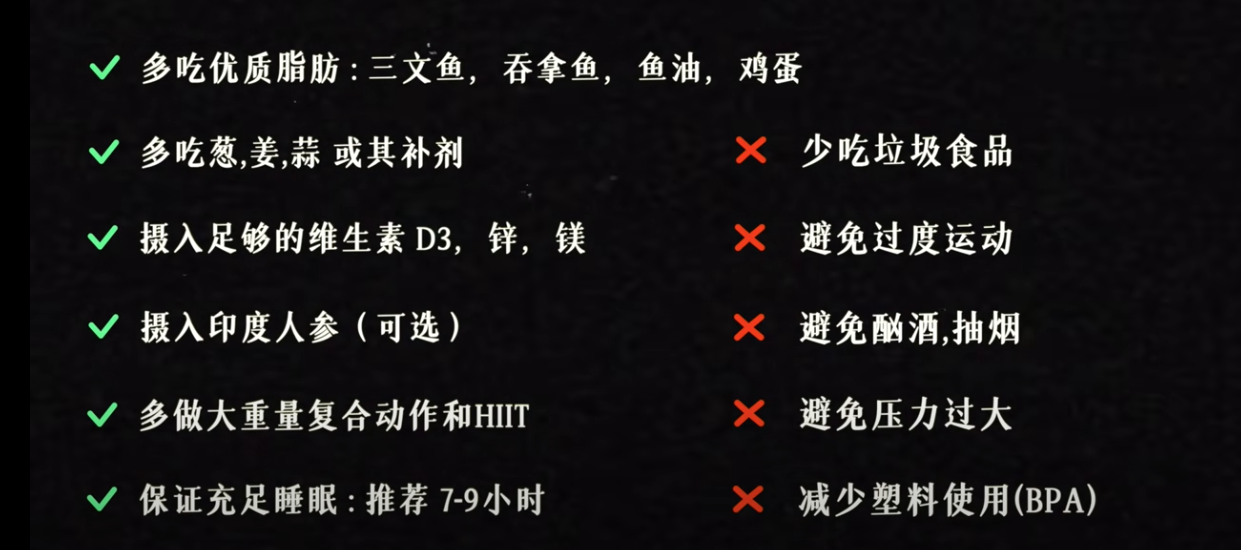 多吃优质脂肪：三文鱼，吞拿鱼，鱼油，鸡蛋
多吃葱,姜,蒜 或其补剂
少吃垃圾食品
摄入足够的维生素 D3，锌，镁
避免过度运动
摄入印度人参（可选）
避免酗酒,抽烟
多做大重量复合动作和HIIT
避免压力过大
保证充足睡眠：推荐 7-9小时
减少塑料使用(BPA)